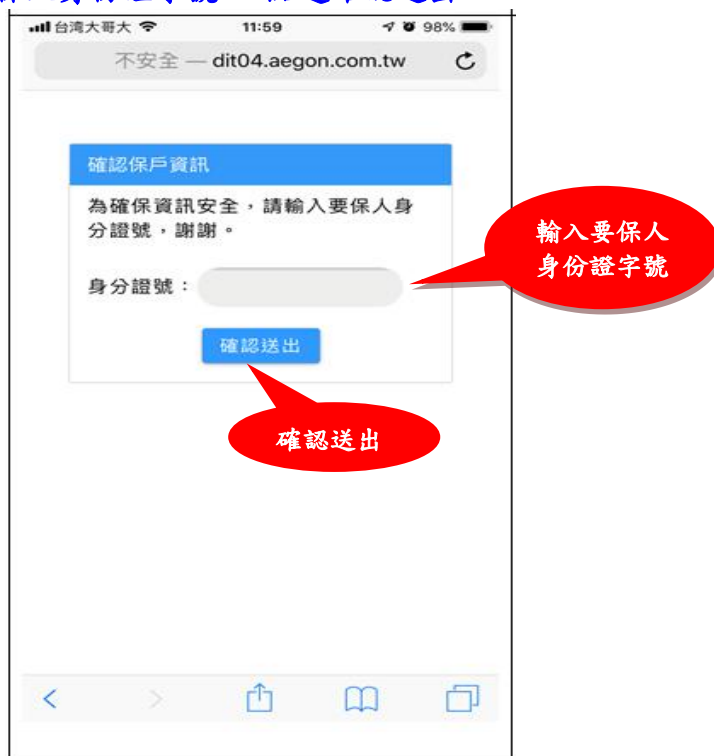 台灣大哥大
11:59
98%
不安全 — dit04.aegon.com.tw
確認保戶資訊
為確保資訊安全，請輸入要保人身
分證號，謝謝。
輸入要保人
身份證字號
身分證號：
確認送出
確認送出